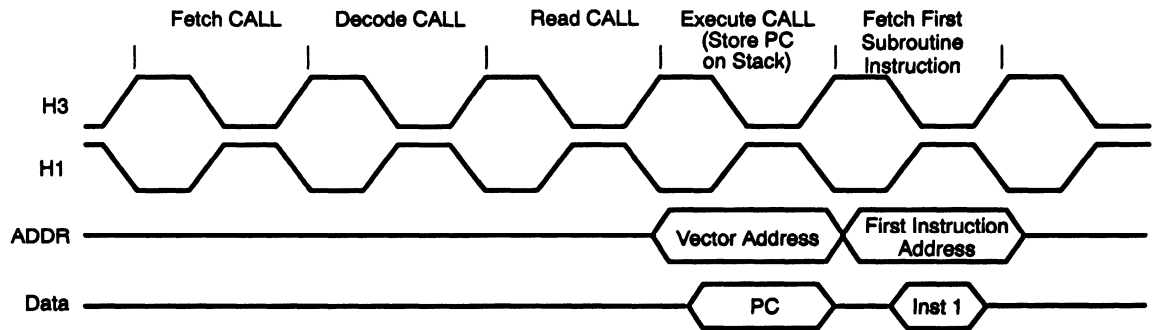 Fetch CALL
Decode CALL
Read CALL
Execute CALL
(Store PC
on Stack)
Fetch First
Subroutine
Instruction
H3
H1
ADDR
Vector Address
First Instruction
Address
Data
PC
Inst 1